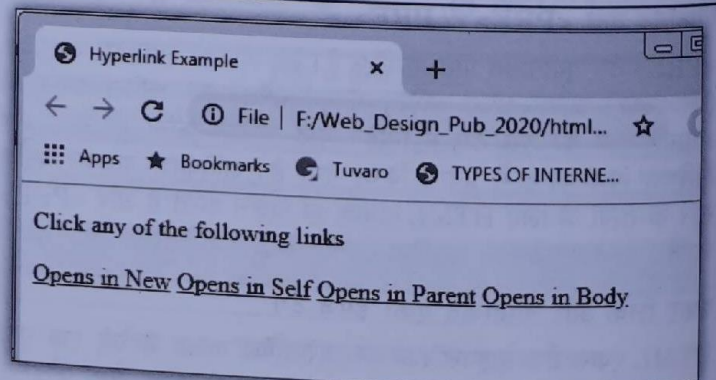 Hyperlink Example
File | F:/Web_Design_Pub_2020/html...
Apps Bookmarks Tuvaro TYPES OF INTERNE...
Click any of the following links
Opens in New Opens in Self Opens in Parent Opens in Body.